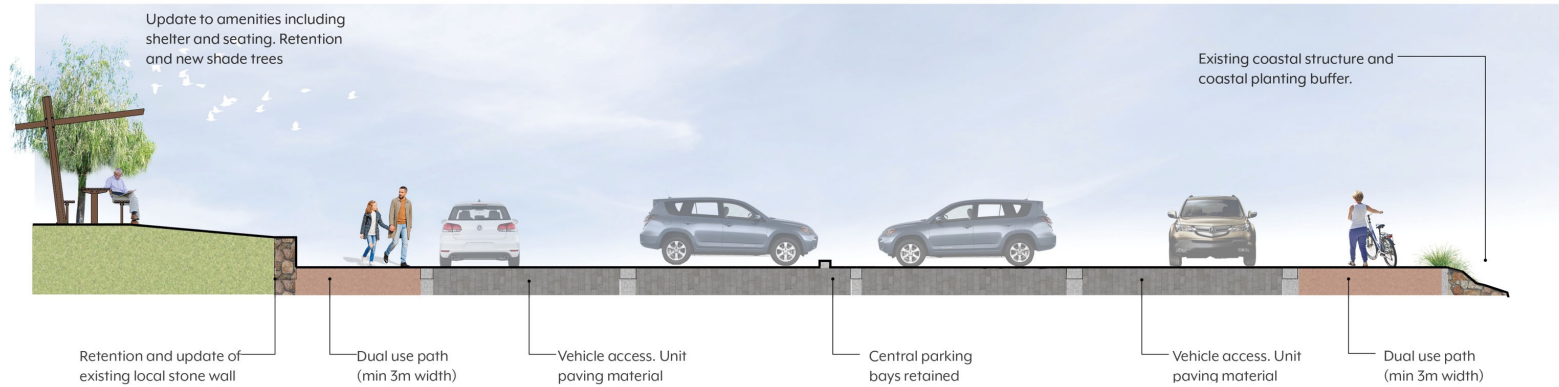 Update to amenities including
shelter and seating. Retention
and new shade trees
Existing coastal structure and
coastal planting buffer.
Retention and update of
existing local stone wall
Dual use path
(min 3m width)
Vehicle access. Unit
paving material
Central parking
bays retained
Vehicle access. Unit
paving material
Dual use path
(min 3m width)